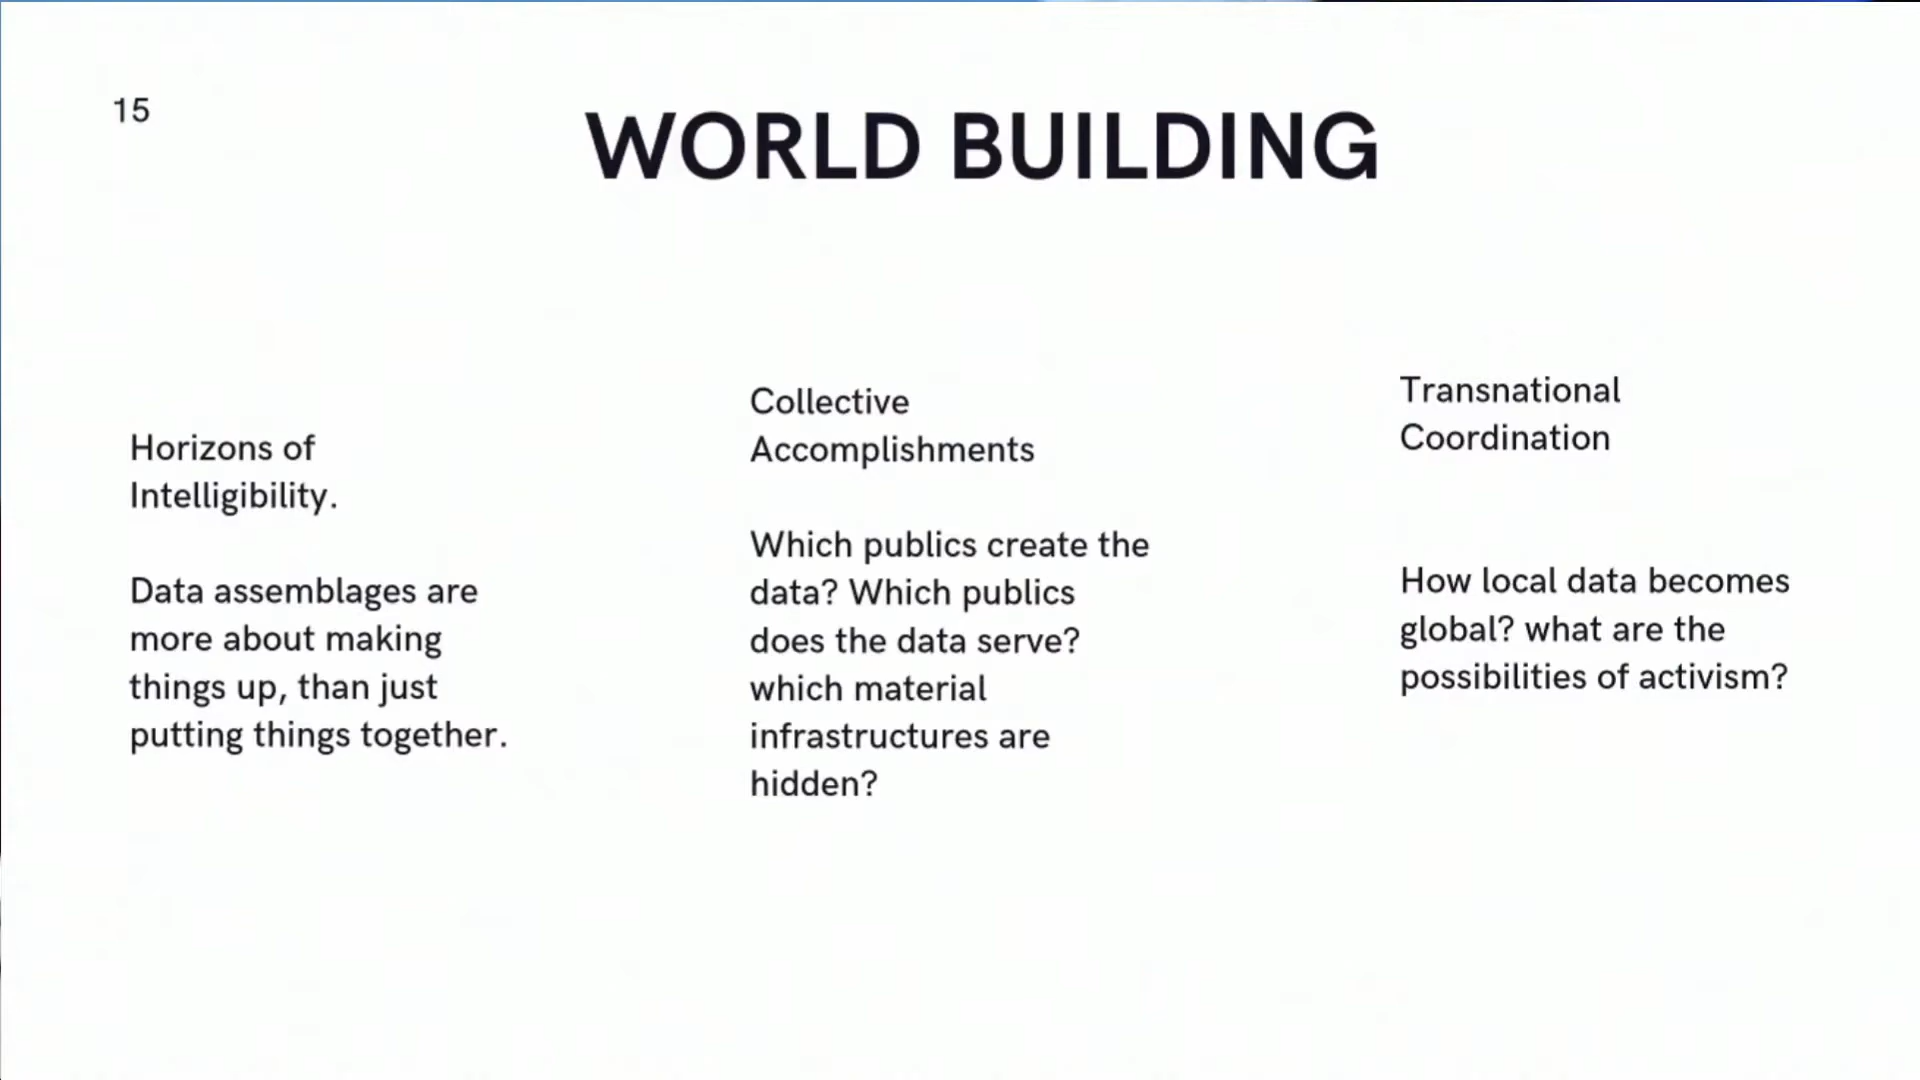 15
WORLD BUILDING
Horizons of
Intelligibility.
Data assemblages are
more about making
things up, than just
putting things together.
Collective
Accomplishments
Which publics create the
data? Which publics
does the data serve?
which material
infrastructures are
hidden?
Transnational
Coordination
How local data becomes
global? what are the
possibilities of activism?